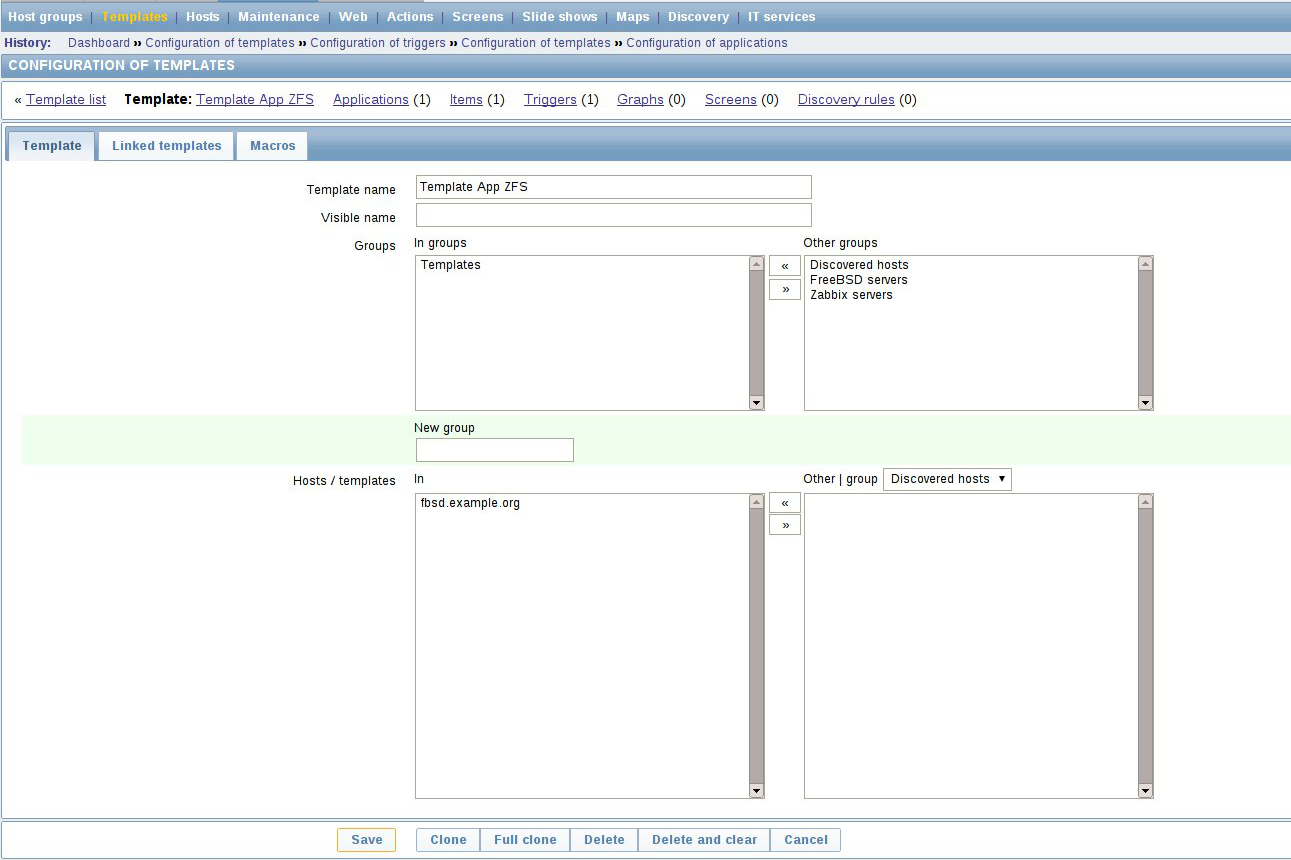 Host groups | Templates | Hosts | Maintenance | Web | Actions | Screens | Slide shows | Maps | Discovery | IT services
History: Dashboard » Configuration of templates » Configuration of triggers » Configuration of templates » Configuration of applications
CONFIGURATION OF TEMPLATES
« Template list Template: Template App ZFS Applications (1) Items (1) Triggers (1) Graphs (0) Screens (0) Discovery rules (0)
Template Linked templates Macros
Template name Template App ZFS
Visible name
Groups In groups Other groups
Templates « Discovered hosts
FreeBSD servers
» Zabbix servers
New group
Hosts / templates In Other | group Discovered hosts ▼
fbsd.example.org «
»
Save Clone Full clone Delete Delete and clear Cancel